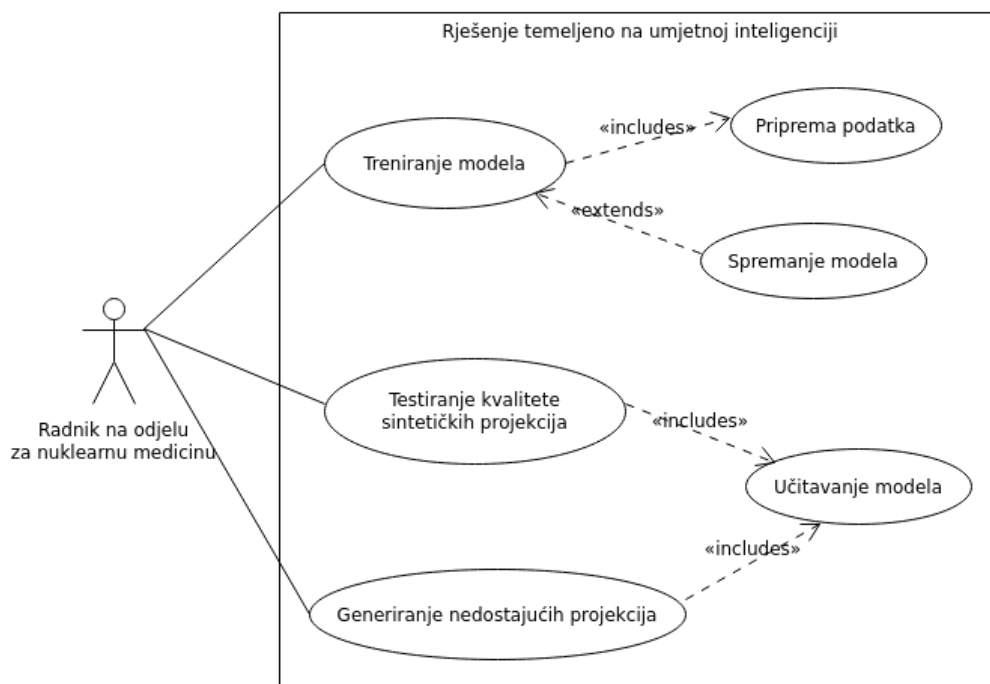 Rješenje temeljeno na umjetnoj inteligenciji
«includes»
Priprema podatka
Treniranje modela
«extends»
Spremanje modela
Radnik na odjelu
za nuklearnu medicinu
Testiranje kvalitete
sintetičkih projekcija
«includes»
Učitavanje modela
«includes»
Generiranje nedostajućih projekcija